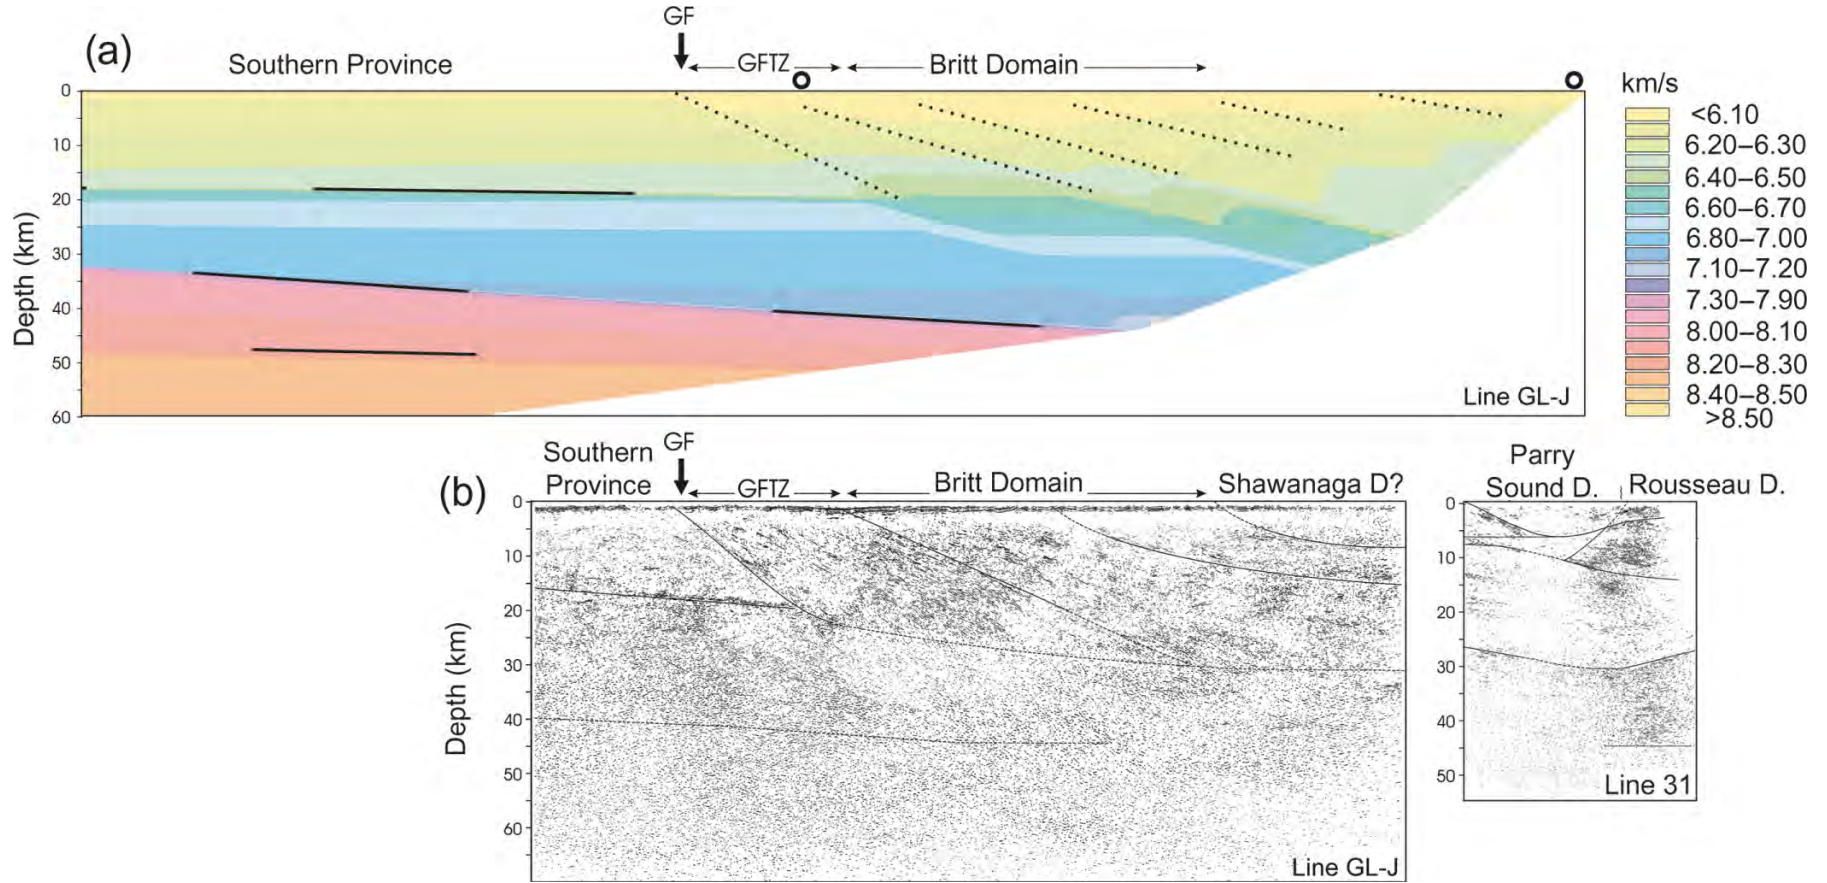 GF
(a)
Southern Province
GFTZ
Britt Domain
km/s
<6.10
6.20–6.30
6.40–6.50
6.60–6.70
6.80–7.00
7.10–7.20
7.30–7.90
8.00–8.10
8.20–8.30
8.40–8.50
>8.50
0
10
20
30
40
50
60
Depth (km)
Line GL-J
(b)
Southern
Province
GF
GFTZ
Britt Domain
Shawanaga D?
0
10
20
30
40
50
60
Depth (km)
Line GL-J
Parry
Sound D.
Rousseau D.
0
10
20
30
40
50
Line 31